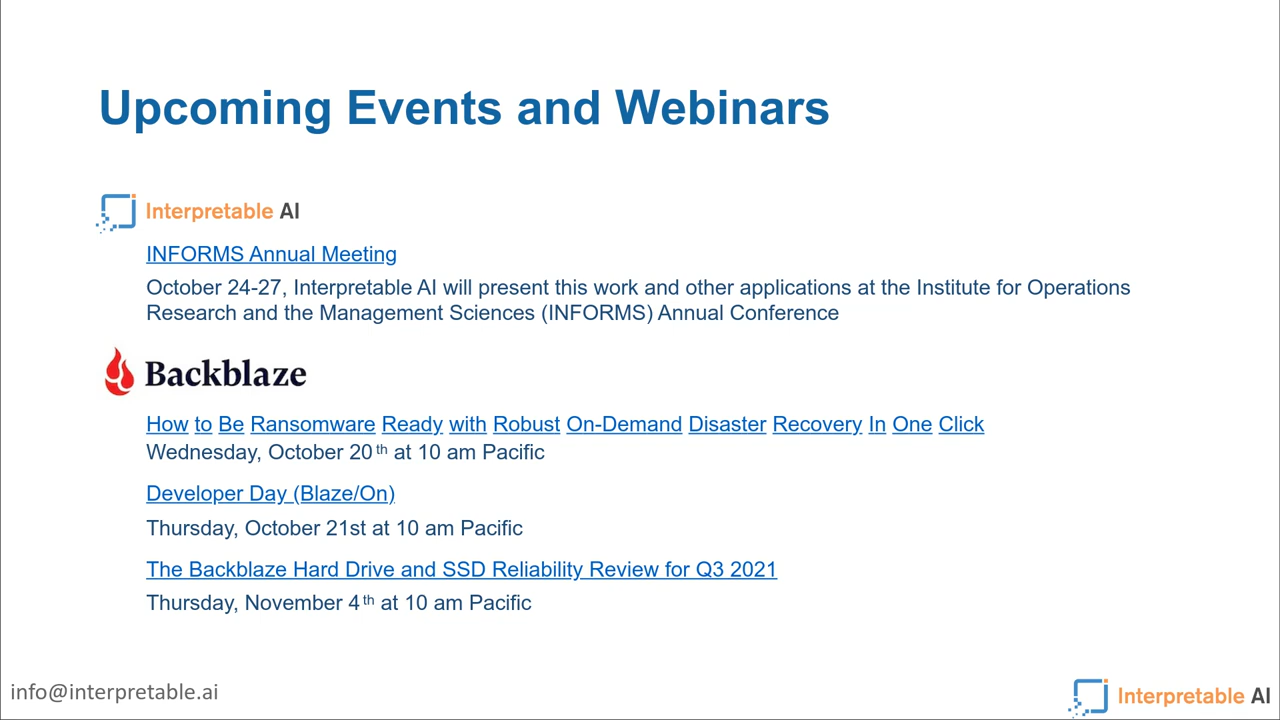 Upcoming Events and Webinars
Interpretable AI
INFORMS Annual Meeting
October 24-27, Interpretable AI will present this work and other applications at the Institute for Operations
Research and the Management Sciences (INFORMS) Annual Conference
Backblaze
How to Be Ransomware Ready with Robust On-Demand Disaster Recovery In One Click
Wednesday, October 20th at 10 am Pacific
Developer Day (Blaze/On)
Thursday, October 21st at 10 am Pacific
The Backblaze Hard Drive and SSD Reliability Review for Q3 2021
Thursday, November 4th at 10 am Pacific
info@interpretable.ai
Interpretable AI